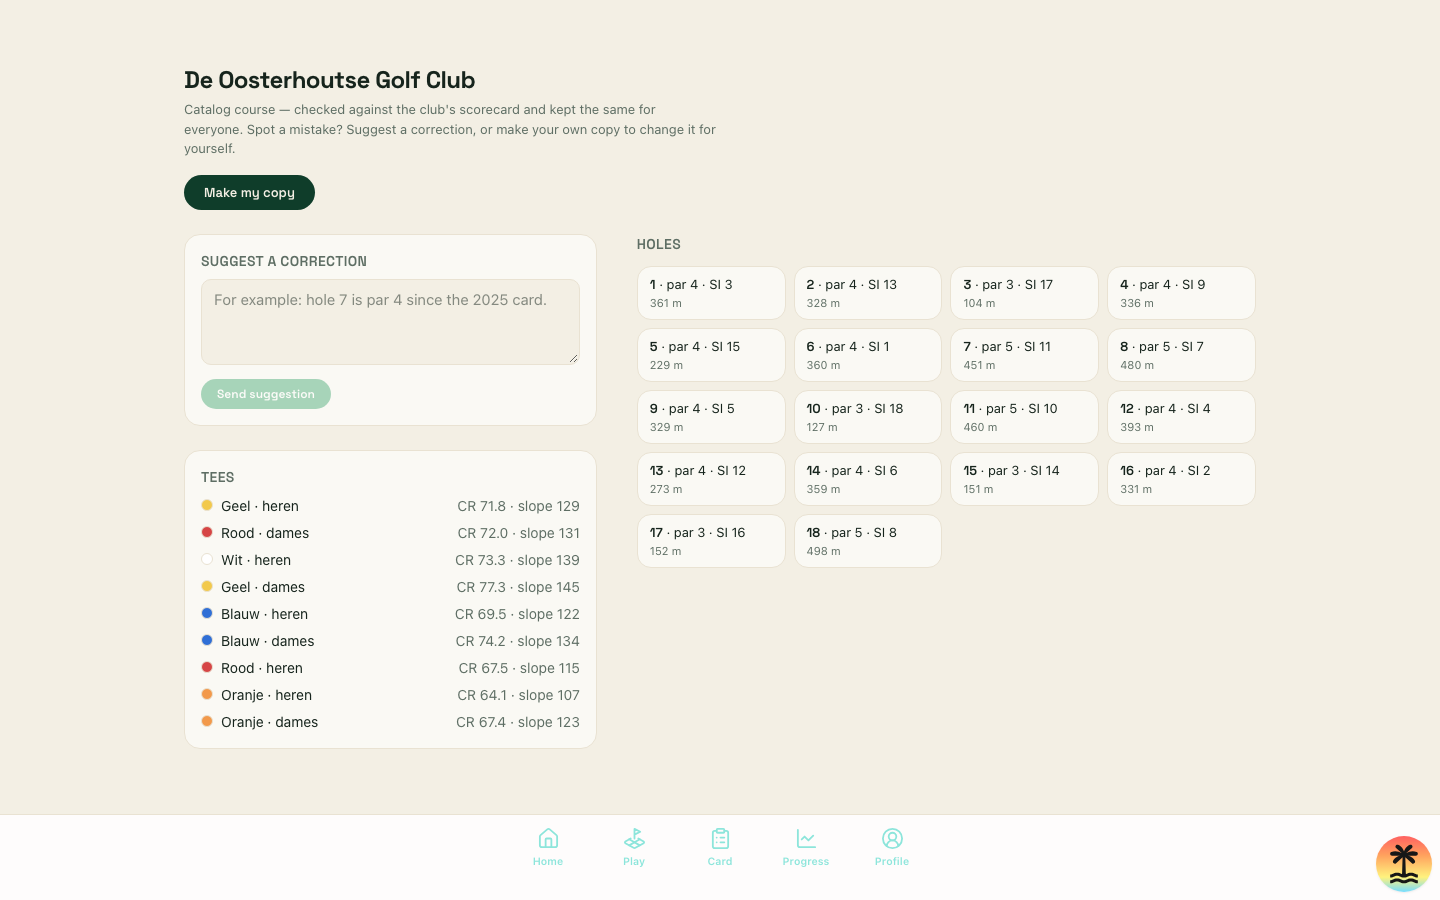 De Oosterhoutse Golf Club
Catalog course — checked against the club's scorecard and kept the same for
everyone. Spot a mistake? Suggest a correction, or make your own copy to change it for
yourself.
Make my copy
SUGGEST A CORRECTION
For example: hole 7 is par 4 since the 2025 card.
Send suggestion
TEES
Geel · heren CR 71.8 · slope 129
Rood · dames CR 72.0 · slope 131
Wit · heren CR 73.3 · slope 139
Geel · dames CR 77.3 · slope 145
Blauw · heren CR 69.5 · slope 122
Blauw · dames CR 74.2 · slope 134
Rood · heren CR 67.5 · slope 115
Oranje · heren CR 64.1 · slope 107
Oranje · dames CR 67.4 · slope 123
HOLES
1 · par 4 · SI 3
361 m
2 · par 4 · SI 13
328 m
3 · par 3 · SI 17
104 m
4 · par 4 · SI 9
336 m
5 · par 4 · SI 15
229 m
6 · par 4 · SI 1
360 m
7 · par 5 · SI 11
451 m
8 · par 5 · SI 7
480 m
9 · par 4 · SI 5
329 m
10 · par 3 · SI 18
127 m
11 · par 5 · SI 10
460 m
12 · par 4 · SI 4
393 m
13 · par 4 · SI 12
273 m
14 · par 4 · SI 6
359 m
15 · par 3 · SI 14
151 m
16 · par 4 · SI 2
331 m
17 · par 3 · SI 16
152 m
18 · par 5 · SI 8
498 m
Home
Play
Card
Progress
Profile